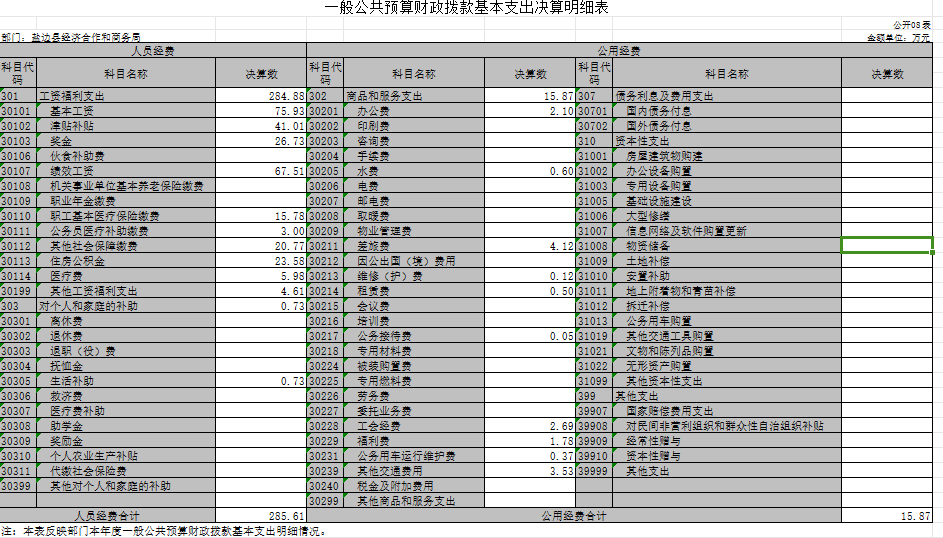 一般公共预算财政拨款基本支出决算明细表
公开08表
部门：盐边县经济合作和商务局 金额单位：万元
人员经费 公用经费
科目代码 科目名称 决算数 科目代码 科目名称 决算数 科目代码 科目名称 决算数
301 工资福利支出 284.88 302 商品和服务支出 15.87 307 债务利息及费用支出
30101 基本工资 75.93 30201 办公费 2.10 30701 国内债务付息
30102 津贴补贴 41.01 30202 印刷费 30702 国外债务付息
30103 奖金 26.73 30203 咨询费 310 资本性支出
30106 伙食补助费 30204 手续费 31001 房屋建筑物购建
30107 绩效工资 67.51 30205 水费 0.60 31002 办公设备购置
30108 机关事业单位基本养老保险缴费 30206 电费 31003 专用设备购置
30109 职业年金缴费 30207 邮电费 31005 基础设施建设
30110 职工基本医疗保险缴费 15.78 30208 取暖费 31006 大型修缮
30111 公务员医疗补助缴费 3.00 30209 物业管理费 31007 信息网络及软件购置更新
30112 其他社会保障缴费 20.77 30211 差旅费 4.12 31008 物资储备
30113 住房公积金 23.58 30212 因公出国（境）费用 31009 土地补偿
30114 医疗费 5.98 30213 维修（护）费 0.12 31010 安置补助
30199 其他工资福利支出 4.61 30214 租赁费 0.50 31011 地上附着物和青苗补偿
303 对个人和家庭的补助 0.73 30215 会议费 31012 拆迁补偿
30301 离休费 30216 培训费 31013 公务用车购置
30302 退休费 30217 公务接待费 0.05 31019 其他交通工具购置
30303 退职（役）费 30218 专用材料费 31021 文物和陈列品购置
30304 抚恤金 30224 被装购置费 31022 无形资产购置
30305 生活补助 0.73 30225 专用燃料费 31099 其他资本性支出
30306 救济费 30226 劳务费 399 其他支出
30307 医疗费补助 30227 委托业务费 39907 国家赔偿费用支出
30308 助学金 30228 工会经费 2.69 39908 对民间非营利组织和群众性自治组织补贴
30309 奖励金 30229 福利费 1.78 39909 经常性赠与
30310 个人农业生产补贴 30231 公务用车运行维护费 0.37 39910 资本性赠与
30311 代缴社会保险费 30239 其他交通费用 3.53 39999 其他支出
30399 其他对个人和家庭的补助 30240 税金及附加费用
30299 其他商品和服务支出
人员经费合计 285.61 公用经费合计 15.87
注：本表反映部门本年度一般公共预算财政拨款基本支出明细情况。